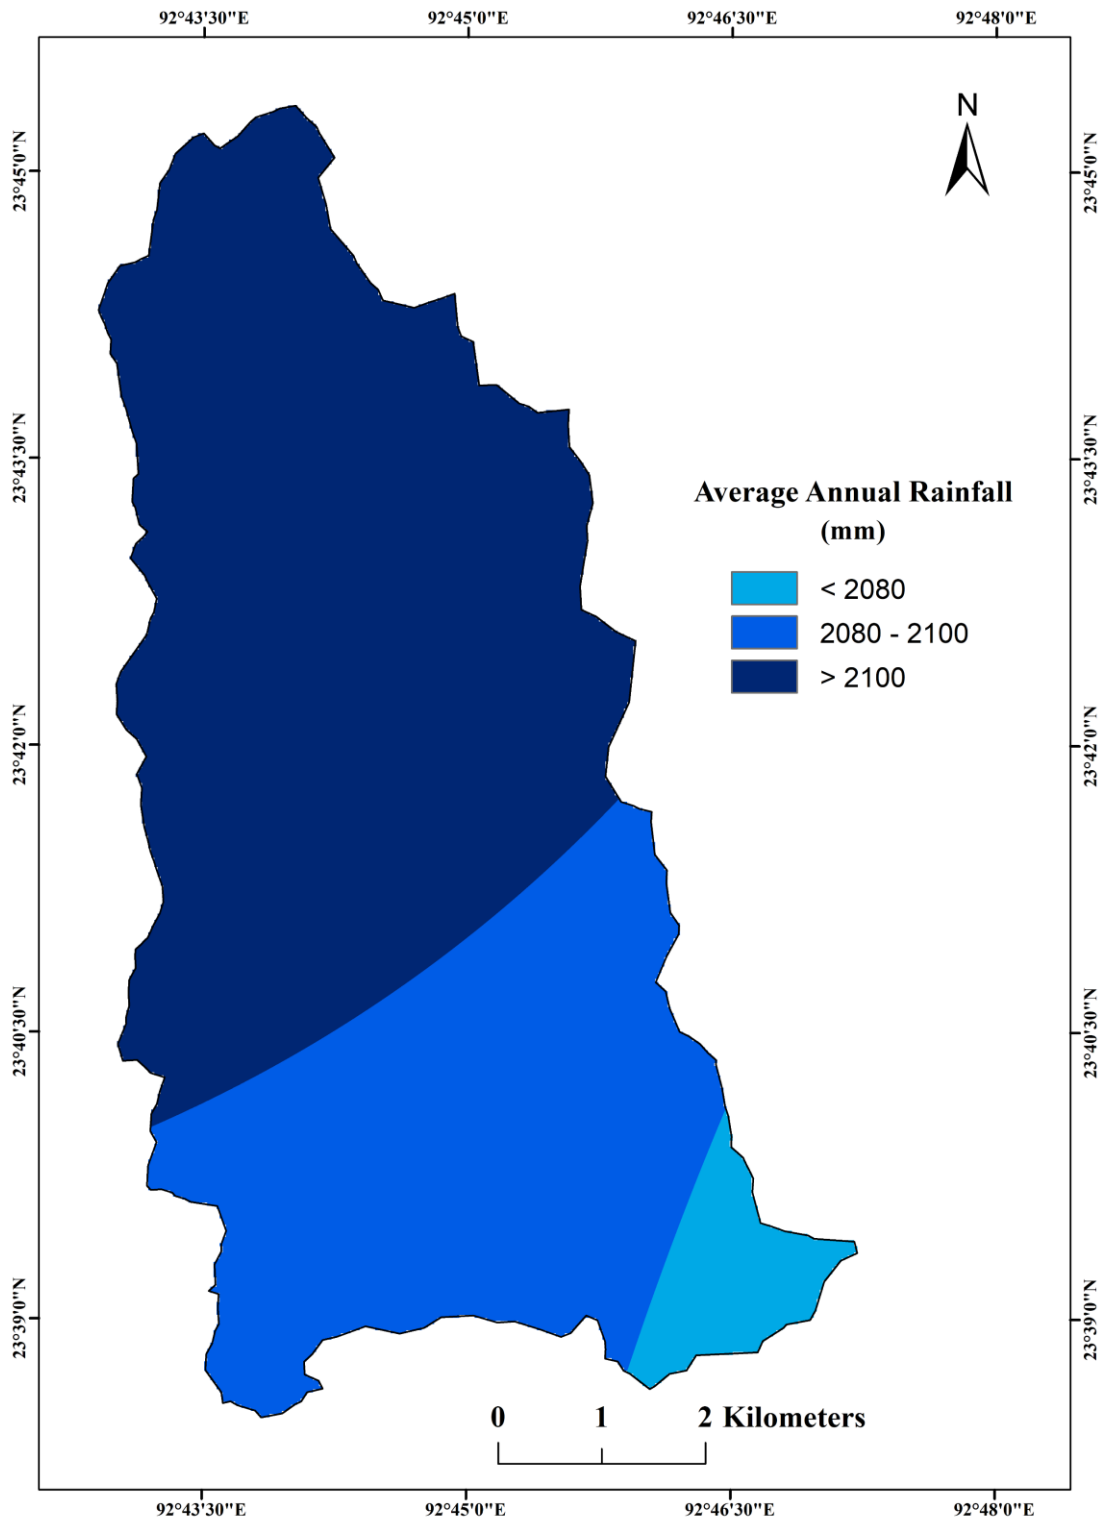 92°43'30"E 92°45'0"E 92°46'30"E 92°48'0"E
N
23°45'0"N 23°45'0"N
23°43'30"N 23°43'30"N
Average Annual Rainfall
(mm)
< 2080
2080 - 2100
> 2100
23°42'0"N 23°42'0"N
23°40'30"N 23°40'30"N
23°39'0"N 23°39'0"N
0 1 2 Kilometers
92°43'30"E 92°45'0"E 92°46'30"E 92°48'0"E